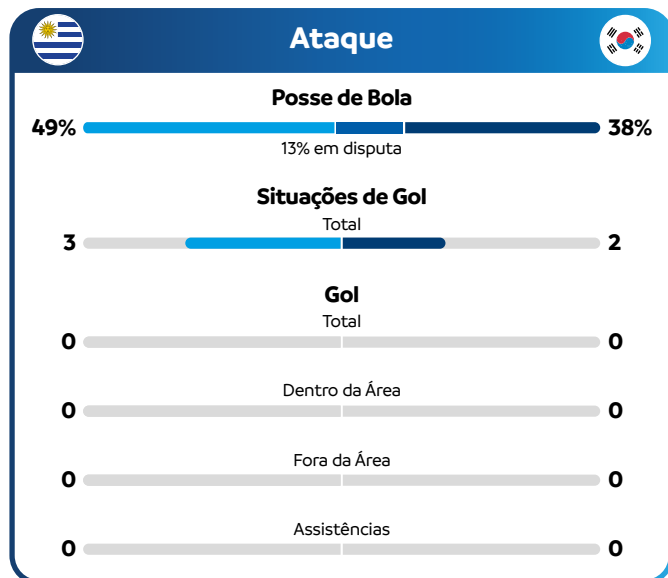 Ataque
Posse de Bola
49% 38%
13% em disputa
Situações de Gol
Total
3 2
Gol
Total
0 0
Dentro da Área
0 0
Fora da Área
0 0
Assistências
0 0